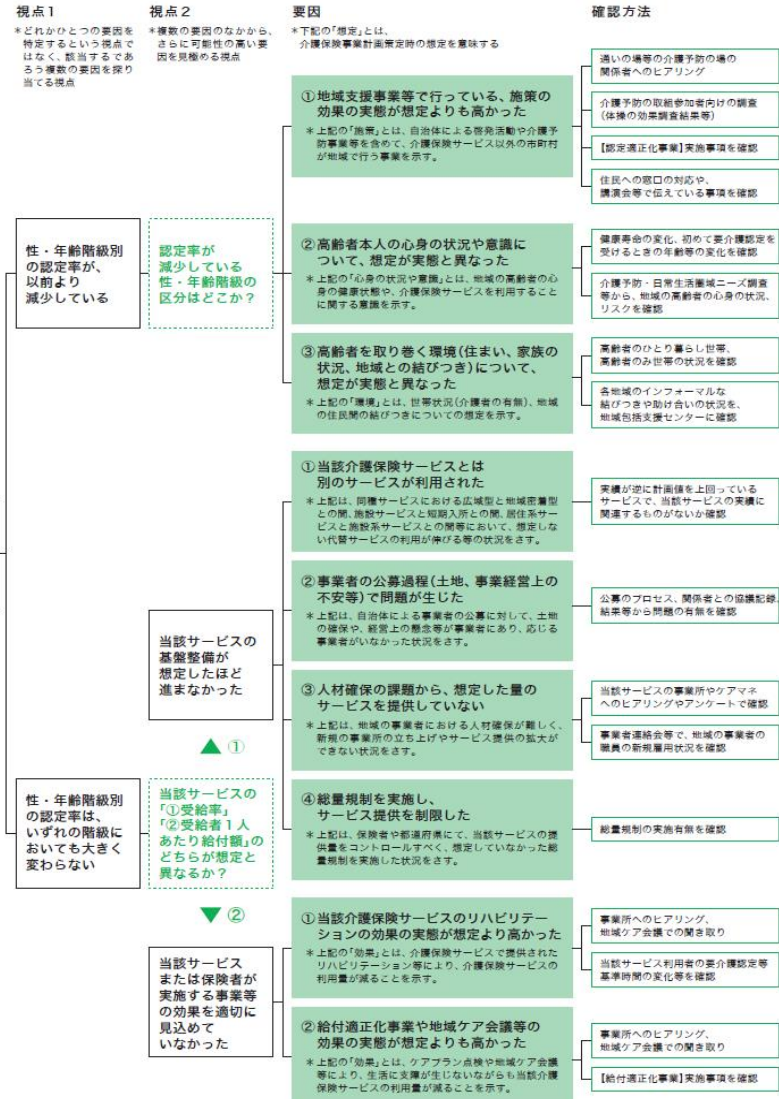 視点1
＊どれかひとつの要因を
特定するという視点で
はなく、該当するであ
ろう複数の要因を探り
当てる視点
視点2
＊複数の要因のなかから、
さらに可能性の高い要
因を見極める視点
要因
＊下記の「想定」とは、
介護保険事業計画策定時の想定を意味する
確認方法
性・年齢階級別
の認定率が、
以前より
減少している
認定率が
減少している
性・年齢階級の
区分はどこか？
①地域支援事業等で行っている、施策の
効果の実態が想定よりも高かった
＊上記の「施策」とは、自治体による啓発活動や介護予
防事業等を含めて、介護保険サービス以外の市町村
が地域で行う事業を示す。
通いの場等の介護予防の場の
関係者へのヒアリング
介護予防の取組参加者向けの調査
（体操の効果調査結果等）
【認定適正化事業】実施事項を確認
住民への窓口の対応や、
講演会等で伝えている事項を確認
②高齢者本人の心身の状況や意識に
ついて、想定が実態と異なった
＊上記の「心身の状況や意識」とは、地域の高齢者の心
身の健康状態や、介護保険サービスを利用すること
に関する意識を示す。
健康寿命の変化、初めて要介護認定を
受けるときの年齢等の変化を確認
介護予防・日常生活圏域ニーズ調査
等から、地域の高齢者の心身の状況、
リスクを確認
③高齢者を取り巻く環境（住まい、家族の
状況、地域との結びつき）について、
想定が実態と異なった
＊上記の「環境」とは、世帯状況（介護者の有無）、地域
の住民間の結びつきについての想定を示す。
高齢者のひとり暮らし世帯、
高齢者のみ世帯の状況を確認
各地域のインフォーマルな
結びつきや助け合いの状況を、
地域包括支援センターに確認
性・年齢階級別
の認定率は、
いずれの階級に
おいても大きく
変わらない
当該サービスの
「①受給率」
「②受給者1人
あたり給付額」の
どちらが想定と
異なるか？
▲①
当該サービスの
基盤整備が
想定したほど
進まなかった
①当該介護保険サービスとは
別のサービスが利用された
＊上記は、同種サービスにおける広域型と地域密着型
との間、施設サービスと短期入所との間、居住系サー
ビスと施設系サービスとの間等において、想定しな
い代替サービスの利用が伸びる等の状況をさす。
実績が逆に計画値を上回っている
サービスで、当該サービスの実績に
関連するものがないか確認
②事業者の公募過程（土地、事業経営上の
不安等）で問題が生じた
＊上記は、自治体による事業者の公募に対して、土地
の確保や、経営上の懸念等が事業者にあり、応じる
事業者がいなかった状況をさす。
公募のプロセス、関係者との協議記録、
結果等から問題の有無を確認
③人材確保の課題から、想定した量の
サービスを提供していない
＊上記は、地域の事業者における人材確保が難しく、
新規の事業所の立ち上げやサービス提供の拡大が
できない状況をさす。
当該サービスの事業所やケアマネ
へのヒアリングやアンケートで確認
事業者連絡会等で、地域の事業者の
職員の新規雇用状況を確認
④総量規制を実施し、
サービス提供を制限した
＊上記は、保険者や都道府県にて、当該サービスの提
供量をコントロールすべく、想定していなかった総
量規制を実施した状況をさす。
総量規制の実施有無を確認
▼②
当該サービス
または保険者が
実施する事業等
の効果を適切に
見込めて
いなかった
①当該介護保険サービスのリハビリテー
ションの効果の実態が想定より高かった
＊上記の「効果」とは、介護保険サービスで提供された
リハビリテーション等により、介護保険サービスの
利用量が減ることを示す。
事業所へのヒアリング、
地域ケア会議での聞き取り
当該サービス利用者の要介護認定等
基準時間の変化等を確認
②給付適正化事業や地域ケア会議等の
効果の実態が想定よりも高かった
＊上記の「効果」とは、ケアプラン点検や地域ケア会議
等により、生活に支障が生じないながらも当該介護
保険サービスの利用量が減ることを示す。
事業所へのヒアリング、
地域ケア会議での聞き取り
【給付適正化事業】実施事項を確認